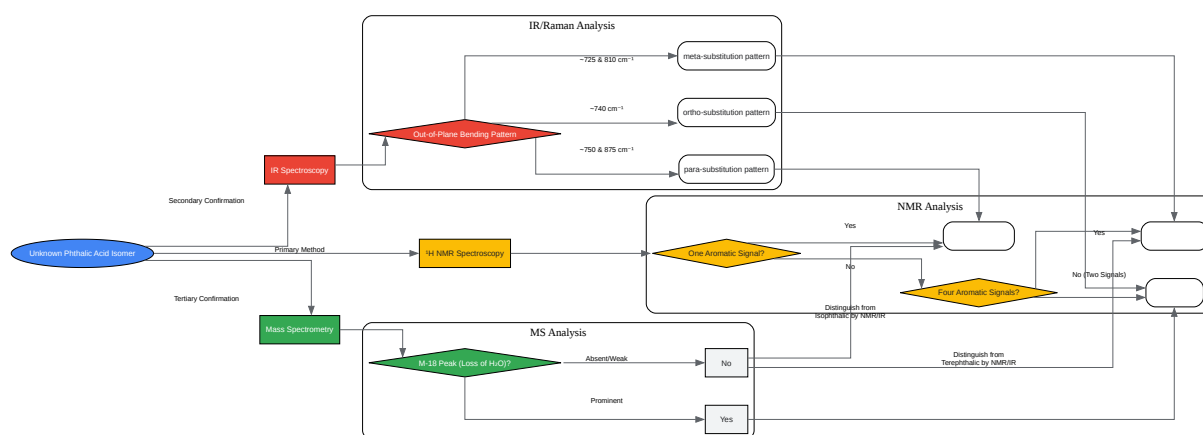 IR/Raman Analysis
~725 & 810 cm⁻¹
meta-substitution pattern
~740 cm⁻¹
ortho-substitution pattern
Out-of-Plane Bending Pattern
~750 & 875 cm⁻¹
para-substitution pattern
IR Spectroscopy
Secondary Confirmation
NMR Analysis
Unknown Phthalic Acid Isomer
Primary Method
¹H NMR Spectroscopy
One Aromatic Signal?
Yes
No
Four Aromatic Signals?
Yes
No (Two Signals)
Tertiary Confirmation
Mass Spectrometry
Distinguish from
Isophthalic by NMR/IR
MS Analysis
M-18 Peak (Loss of H₂O)?
Absent/Weak
No
Distinguish from
Terephthalic by NMR/IR
Prominent
Yes